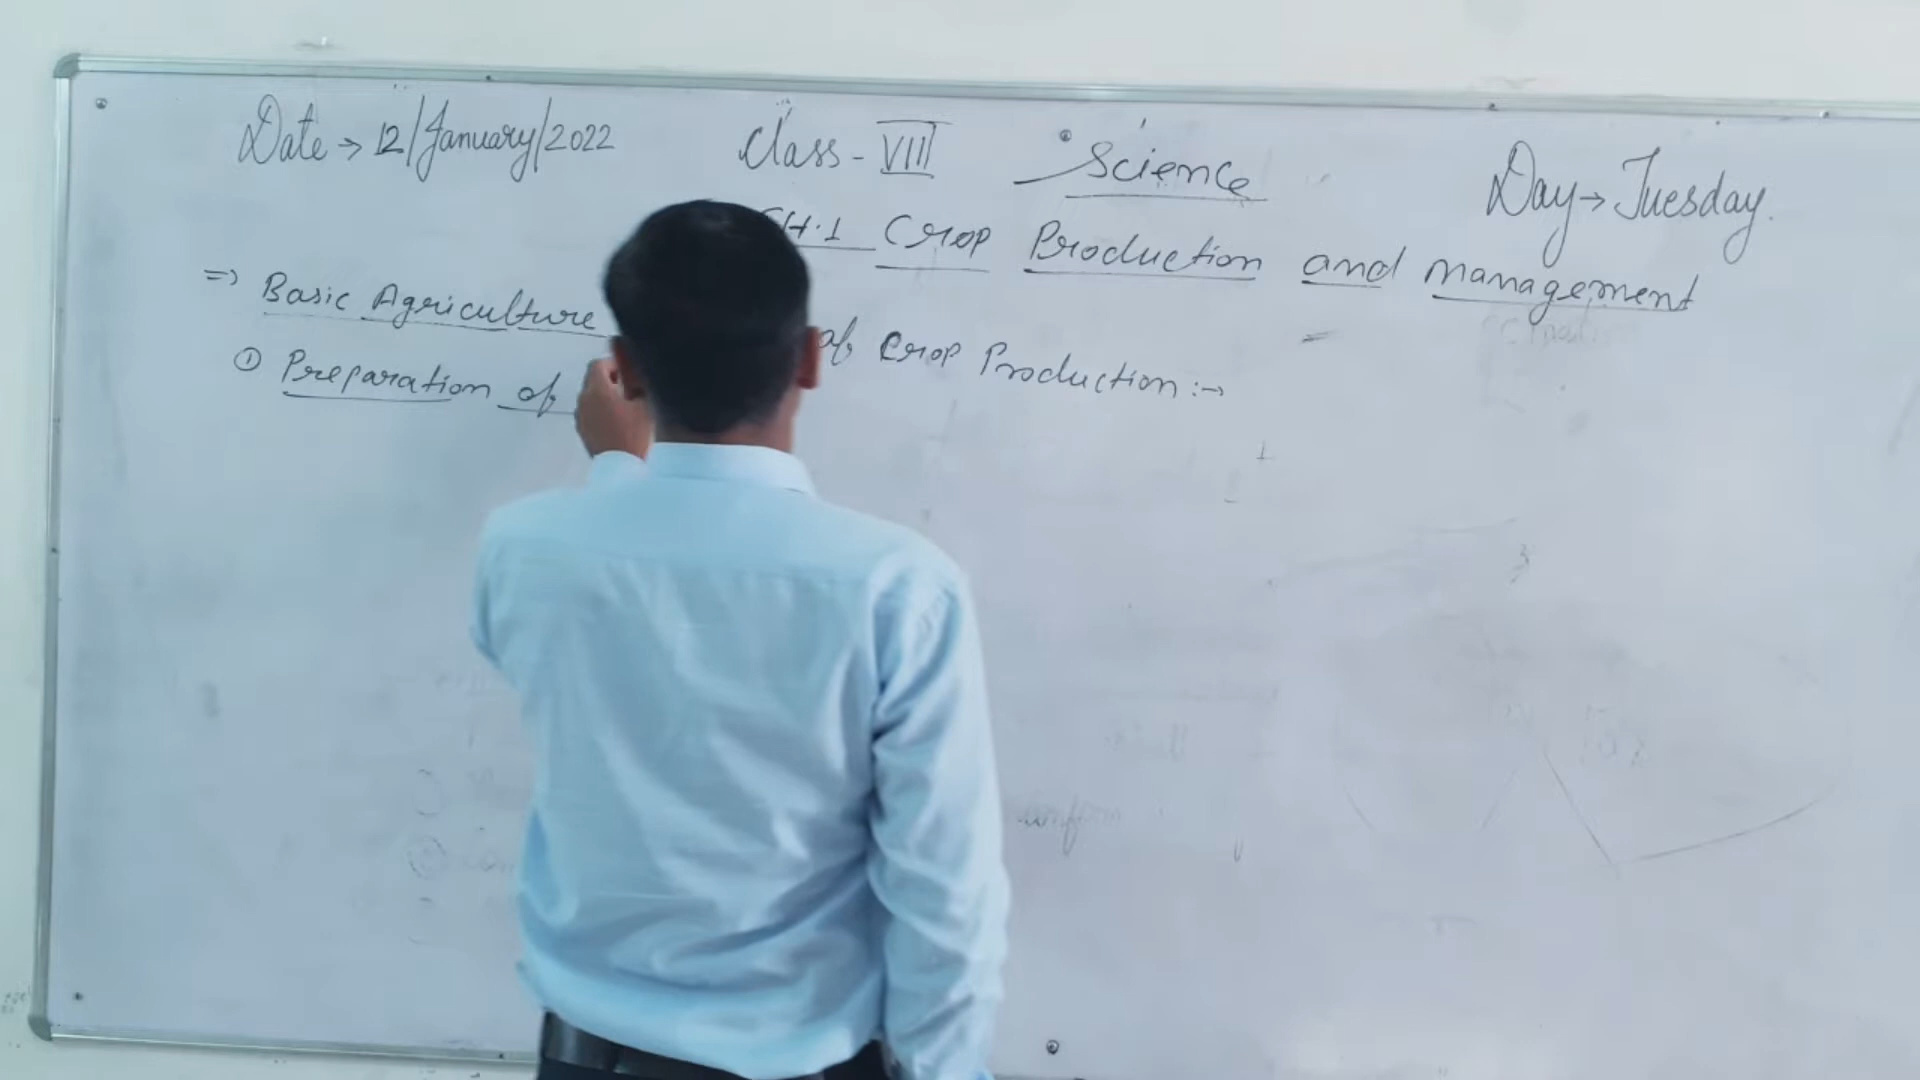 Date → 12/January/2022 Class - VIII Science Day → Tuesday.
CH.1 Crop Production and management
=> Basic Agriculture of Crop Production :→
① Preparation of